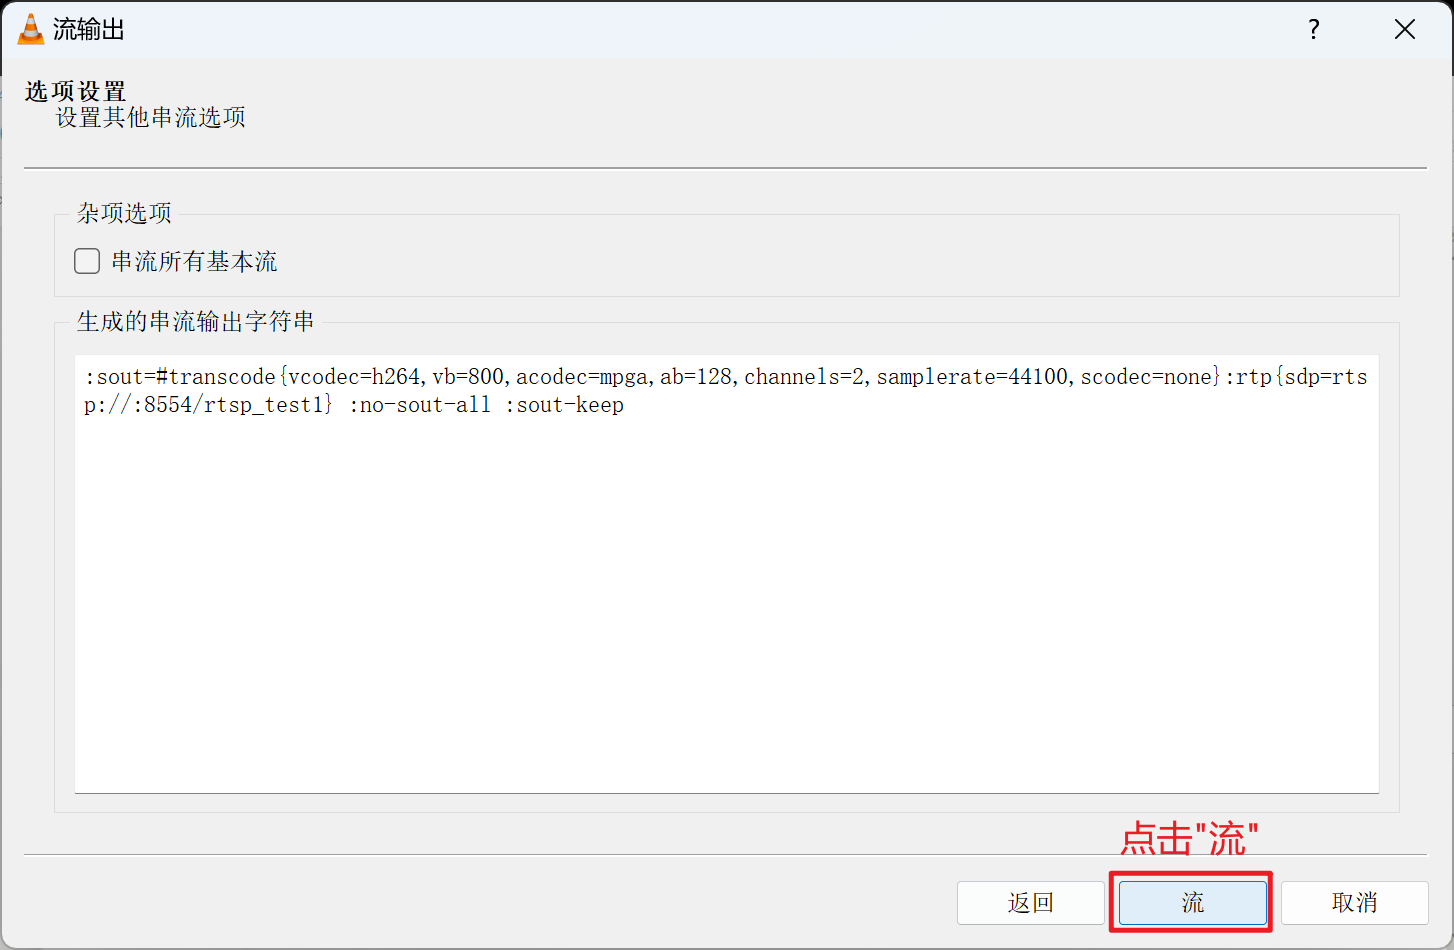 流输出
?
选项设置
设置其他串流选项
杂项选项
串流所有基本流
生成的串流输出字符串
:sout=#transcode{vcodec=h264,vb=800,acodec=mpga,ab=128,channels=2,samplerate=44100,scodec=none}:rtp{sdp=rts
p://:8554/rtsp_test1} :no-sout-all :sout-keep
点击"流"
返回
流
取消